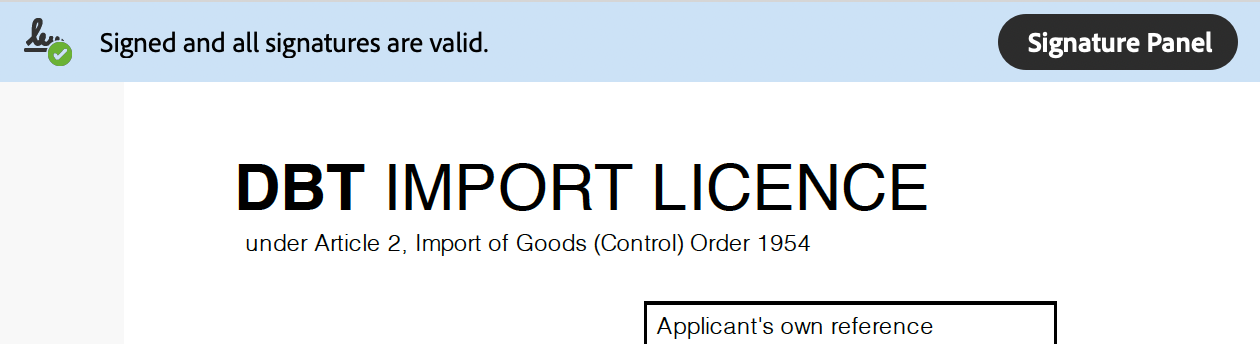 Signed and all signatures are valid.
Signature Panel
DBT IMPORT LICENCE
under Article 2, Import of Goods (Control) Order 1954
Applicant's own reference